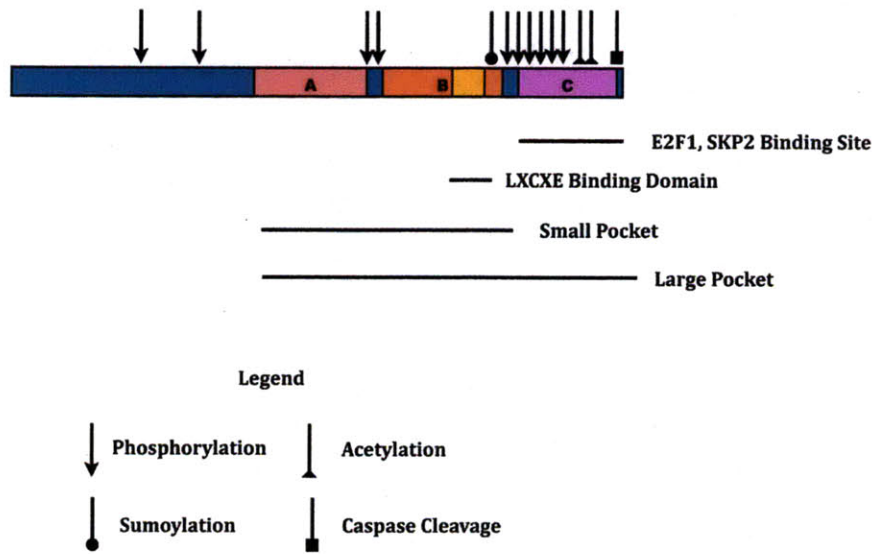 A B C
E2F1, SKP2 Binding Site
LXCXE Binding Domain
Small Pocket
Large Pocket
Legend
Phosphorylation Acetylation
Sumoylation Caspase Cleavage